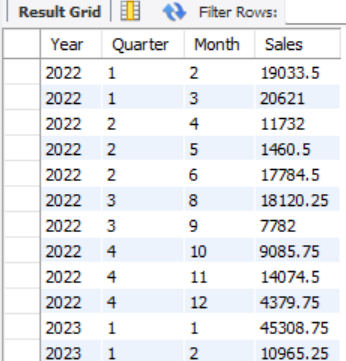 Result Grid Filter Rows:
Year Quarter Month Sales
2022 1 2 19033.5
2022 1 3 20621
2022 2 4 11732
2022 2 5 1460.5
2022 2 6 17784.5
2022 3 8 18120.25
2022 3 9 7782
2022 4 10 9085.75
2022 4 11 14074.5
2022 4 12 4379.75
2023 1 1 45308.75
2023 1 2 10965.25